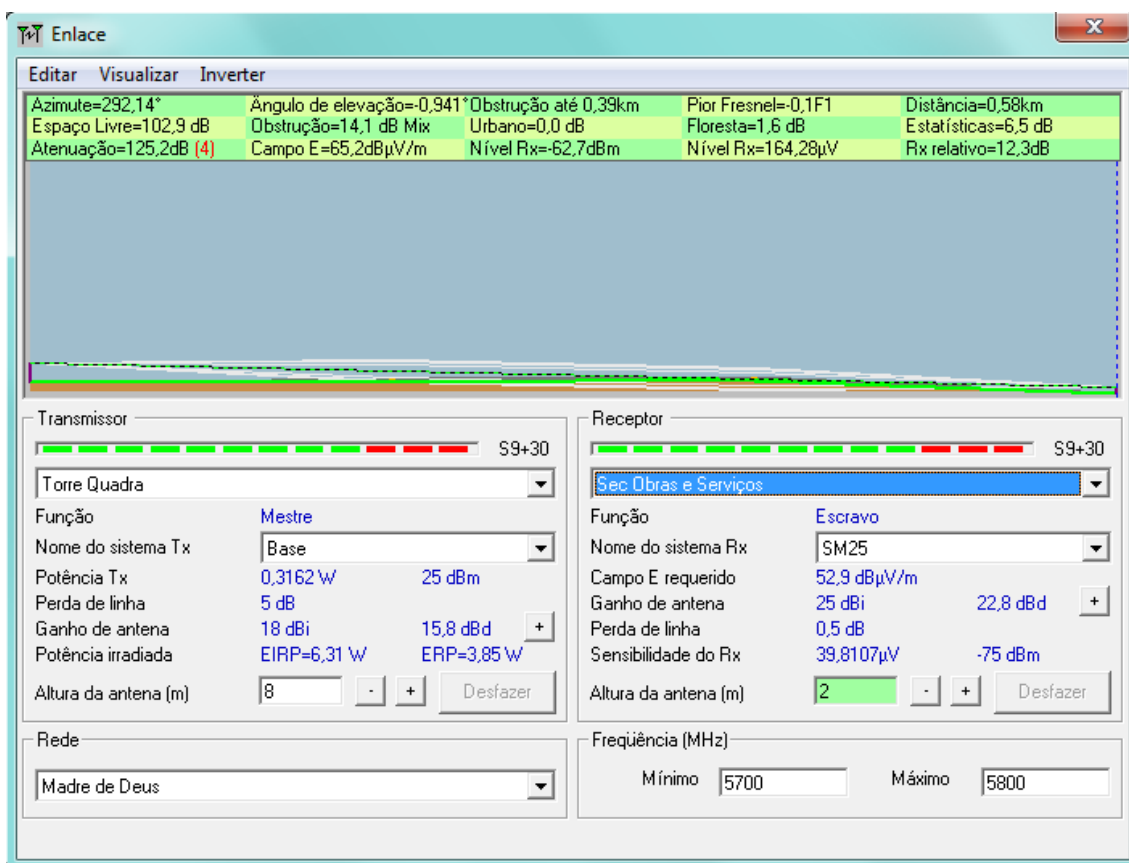 Enlace
Editar Visualizar Inverter
Azimute=292,14° Ângulo de elevação=-0,941° Obstrução até 0,39km Pior Fresnel=-0,1F1 Distância=0,58km
Espaço Livre=102,9 dB Obstrução=14,1 dB Mix Urbano=0,0 dB Floresta=1,6 dB Estatísticas=6,5 dB
Atenuação=125,2dB (4) Campo E=65,2dBµV/m Nível Rx=-62,7dBm Nível Rx=164,28µV Rx relativo=12,3dB
Transmissor
S9+30
Torre Quadra
Função Mestre
Nome do sistema Tx Base
Potência Tx 0,3162 W 25 dBm
Perda de linha 5 dB
Ganho de antena 18 dBi 15,8 dBd +
Potência irradiada EIRP=6,31 W ERP=3,85 W
Altura da antena (m) 8 - + Desfazer
Rede
Madre de Deus
Receptor
S9+30
Sec Obras e Serviços
Função Escravo
Nome do sistema Rx SM25
Campo E requerido 52,9 dBµV/m
Ganho de antena 25 dBi 22,8 dBd +
Perda de linha 0,5 dB
Sensibilidade do Rx 39,8107µV -75 dBm
Altura da antena (m) 2 - + Desfazer
Freqüência (MHz)
Mínimo 5700 Máximo 5800